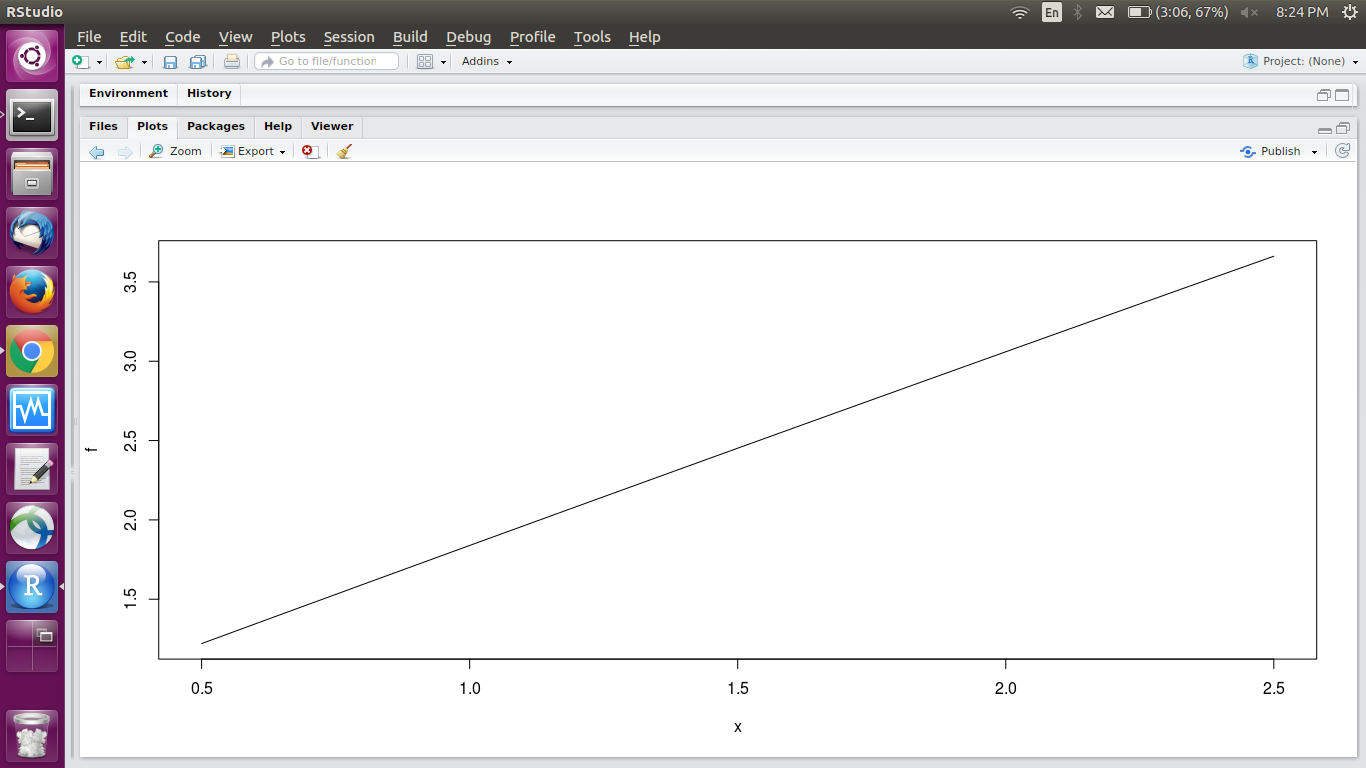 RStudio En (3:06, 67%) 8:24 PM
File Edit Code View Plots Session Build Debug Profile Tools Help
Go to file/function Addins Project: (None)
Environment History
Files Plots Packages Help Viewer
Zoom Export Publish
3.5
3.0
2.5
2.0
1.5
f
0.5 1.0 1.5 2.0 2.5
x
R